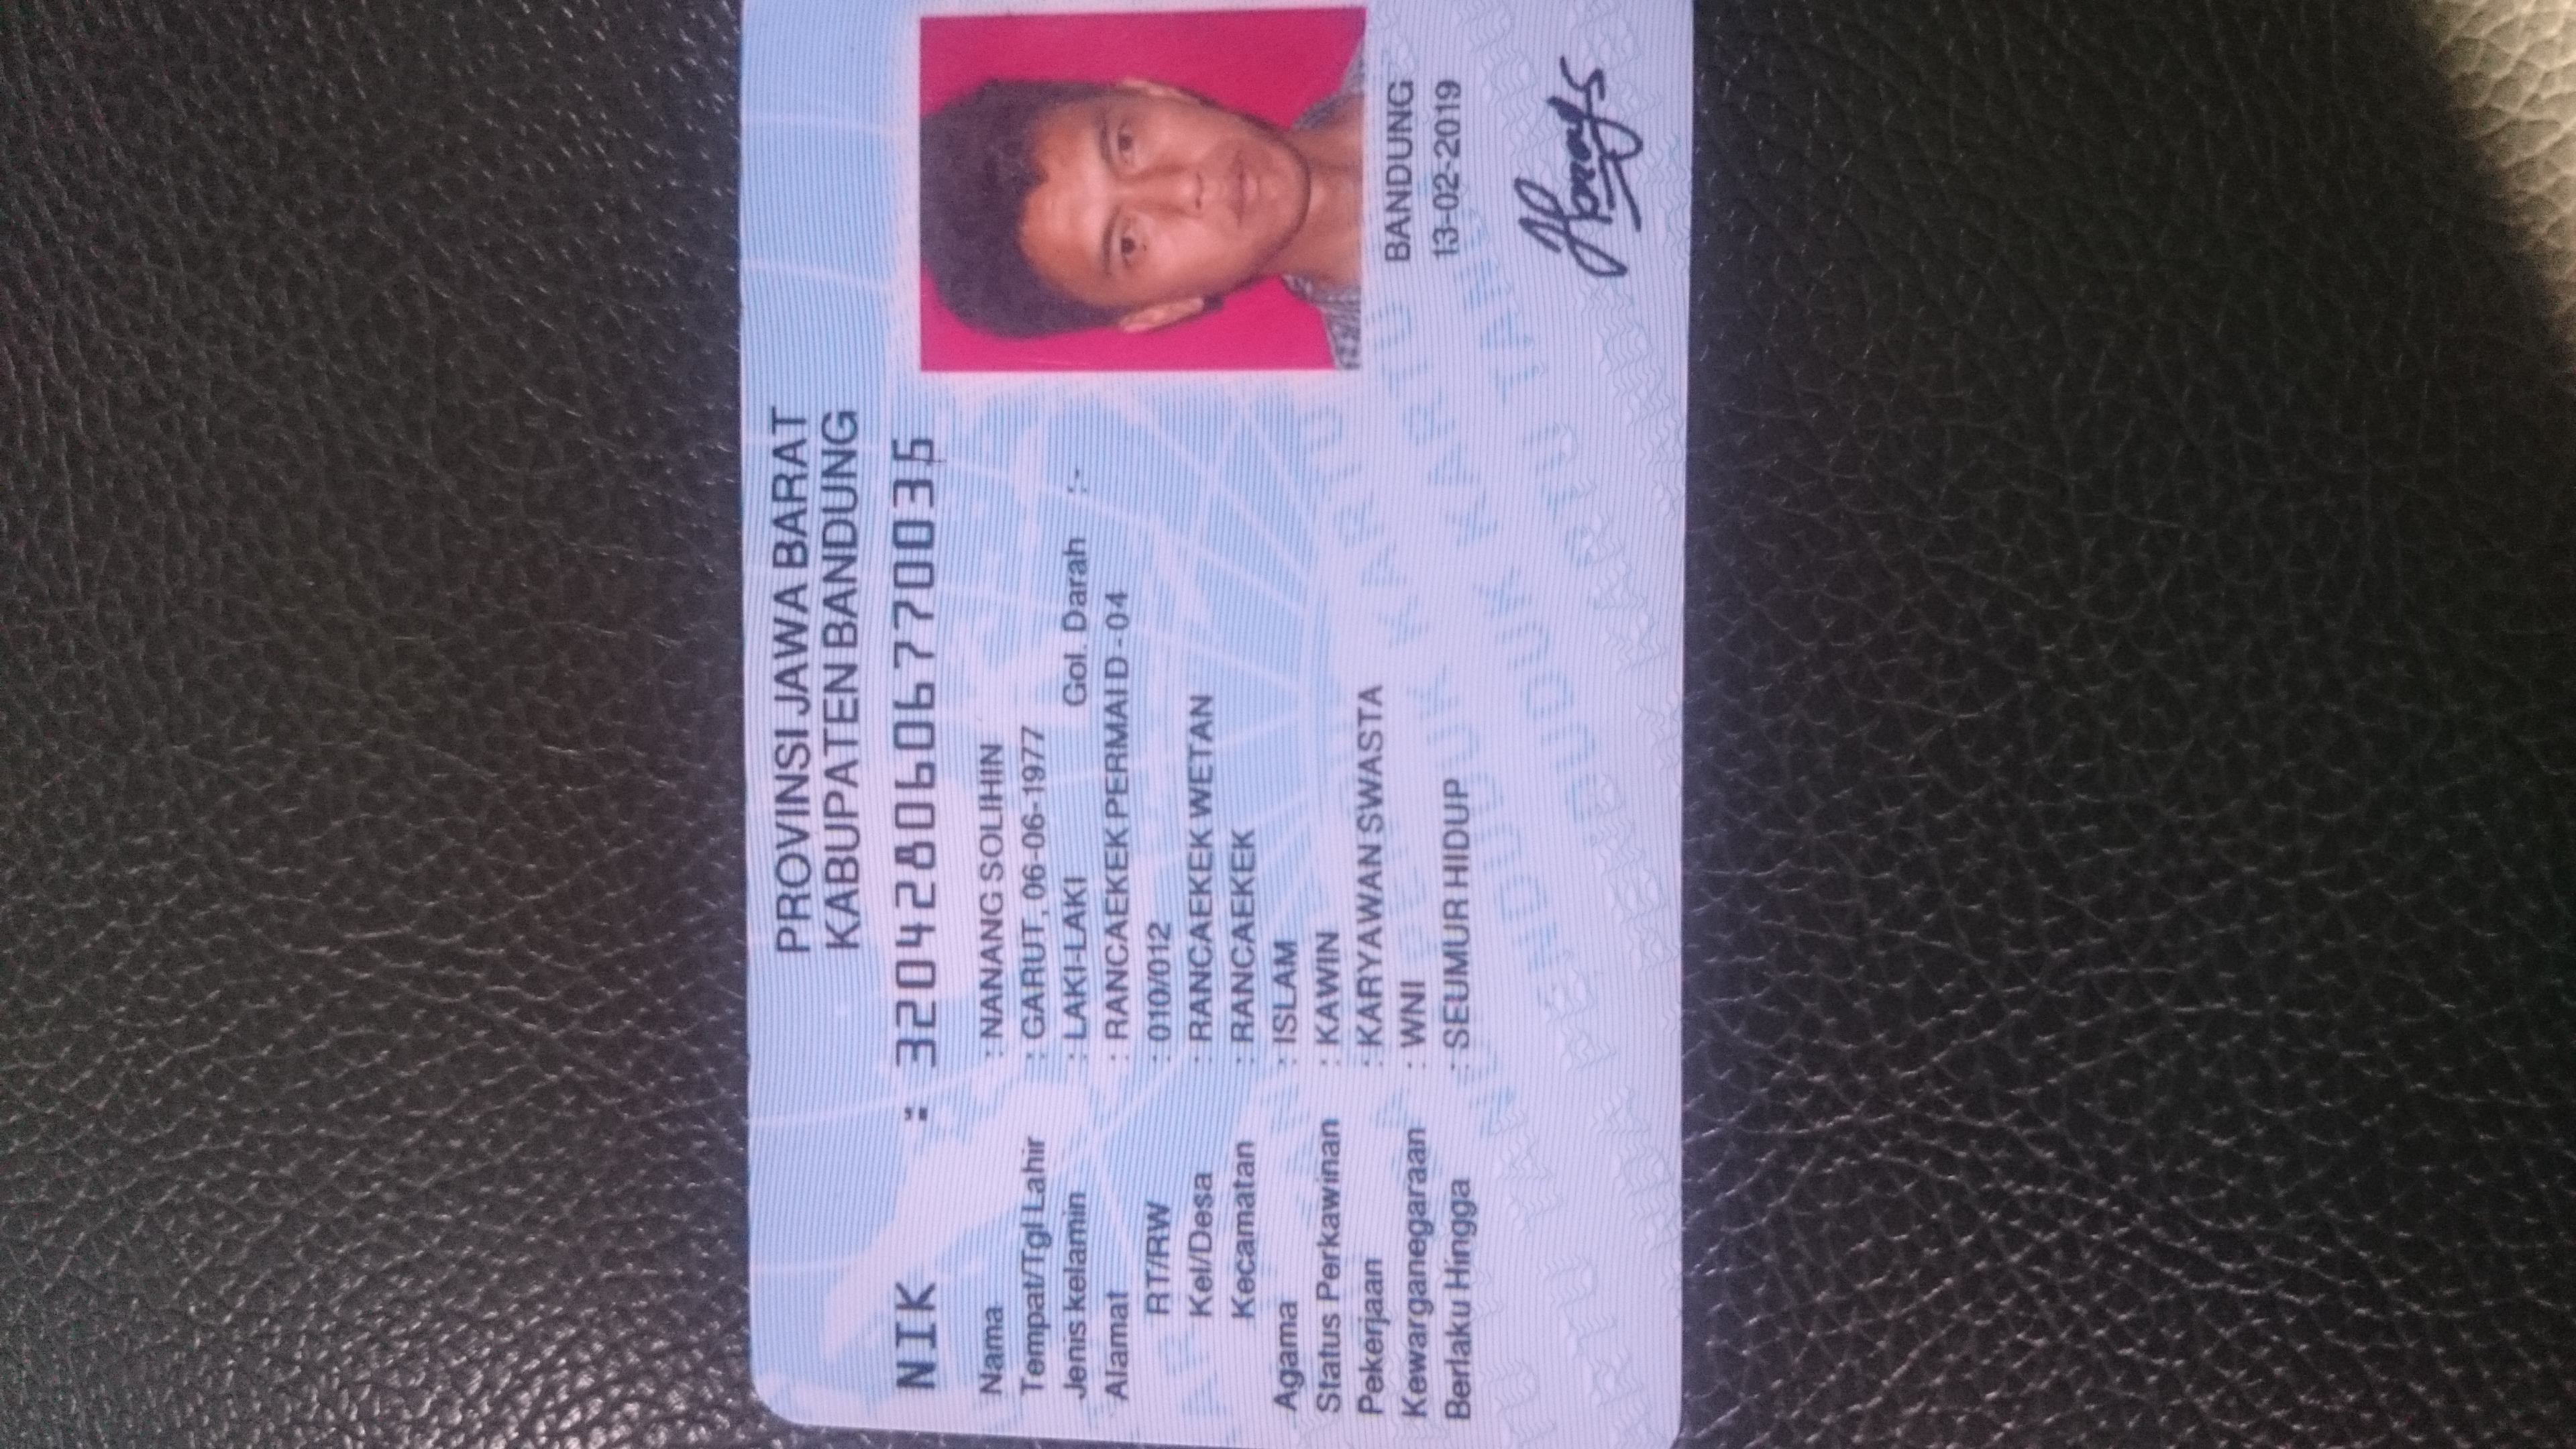 PROVINSI JAWA BARAT
KABUPATEN BANDUNG
NIK : 3204280606770035
Nama : NANANG SOLIHIN
Tempat/Tgl Lahir : GARUT, 06-06-1977
Jenis kelamin : LAKI-LAKI Gol. Darah :-
Alamat : RANCAEKEK PERMAI D - 04
RT/RW : 010/012
Kel/Desa : RANCAEKEK WETAN
Kecamatan : RANCAEKEK
Agama : ISLAM
Status Perkawinan : KAWIN
Pekerjaan : KARYAWAN SWASTA
Kewarganegaraan : WNI
Berlaku Hingga : SEUMUR HIDUP
BANDUNG
13-02-2019